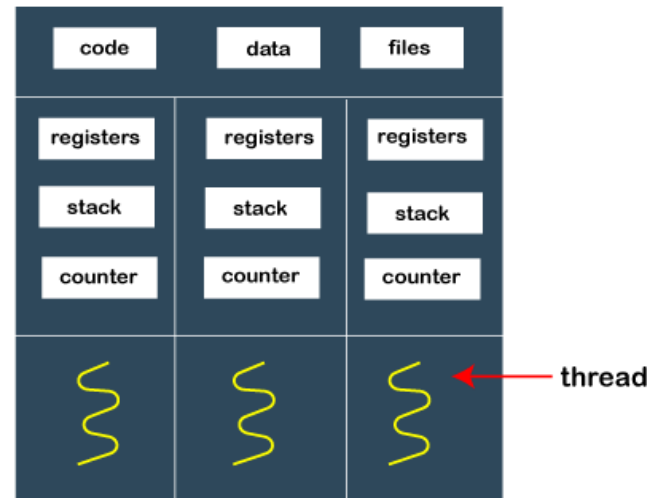 code data files
registers registers registers
stack stack stack
counter counter counter
thread